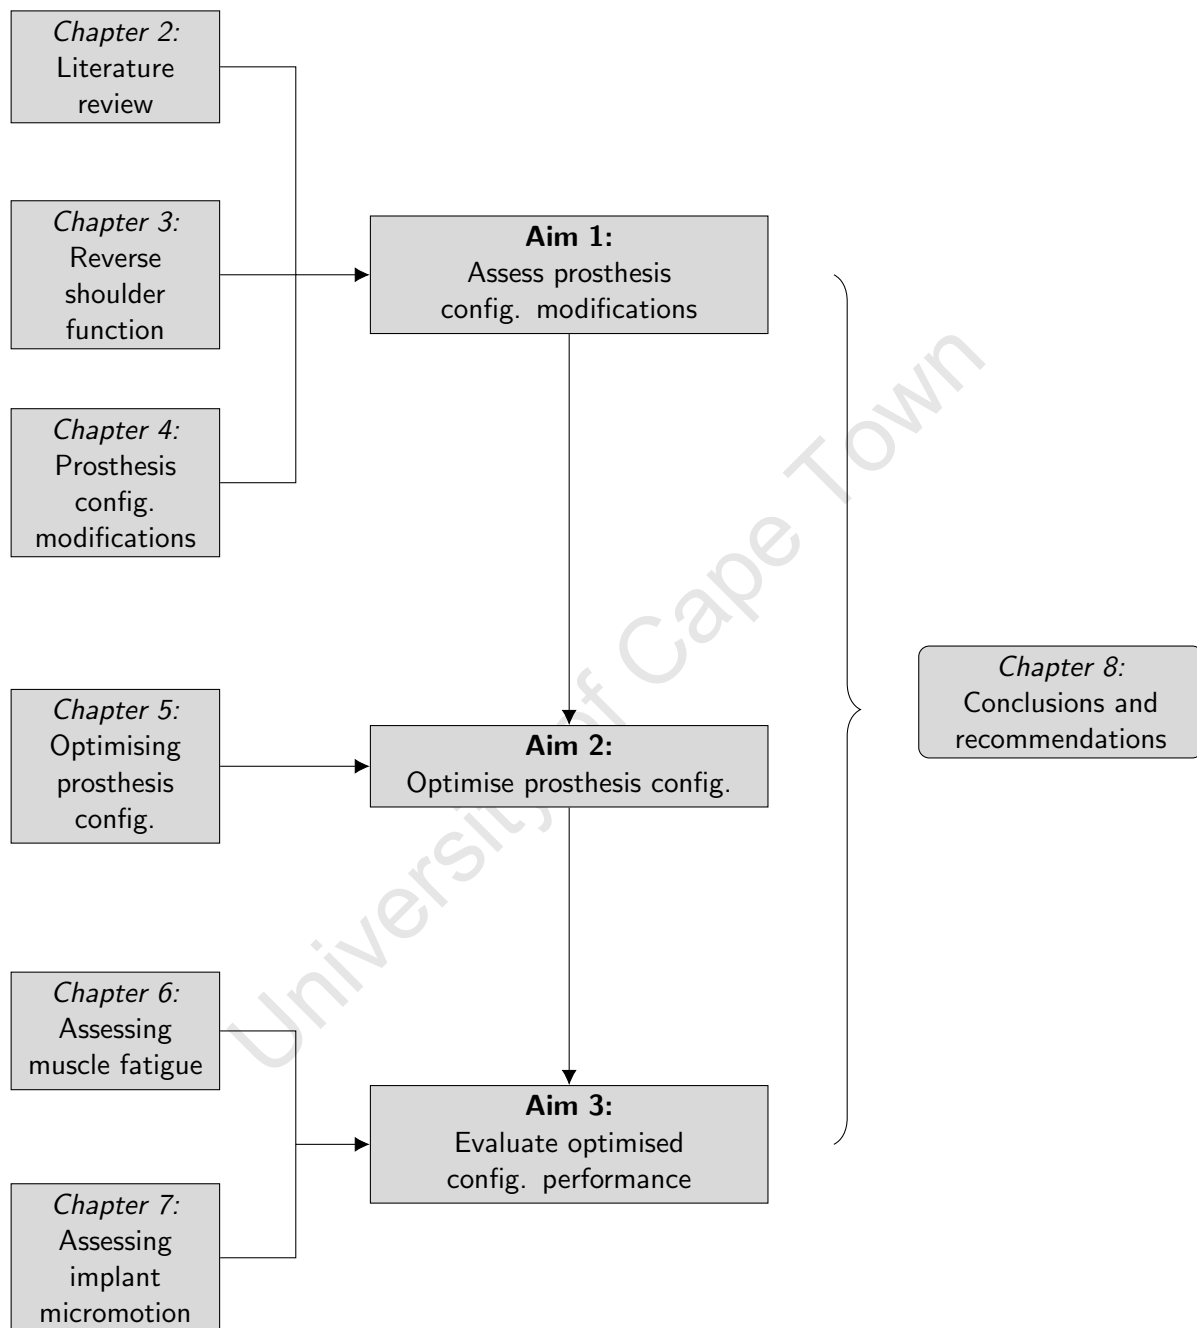 Chapter 2:
Literature
review
Chapter 3:
Reverse
shoulder
function
Chapter 4:
Prosthesis
config.
modifications
Aim 1:
Assess prosthesis
config. modifications
Chapter 5:
Optimising
prosthesis
config.
Aim 2:
Optimise prosthesis config.
Chapter 6:
Assessing
muscle fatigue
Chapter 7:
Assessing
implant
micromotion
Aim 3:
Evaluate optimised
config. performance
Chapter 8:
Conclusions and
recommendations
University of Cape Town